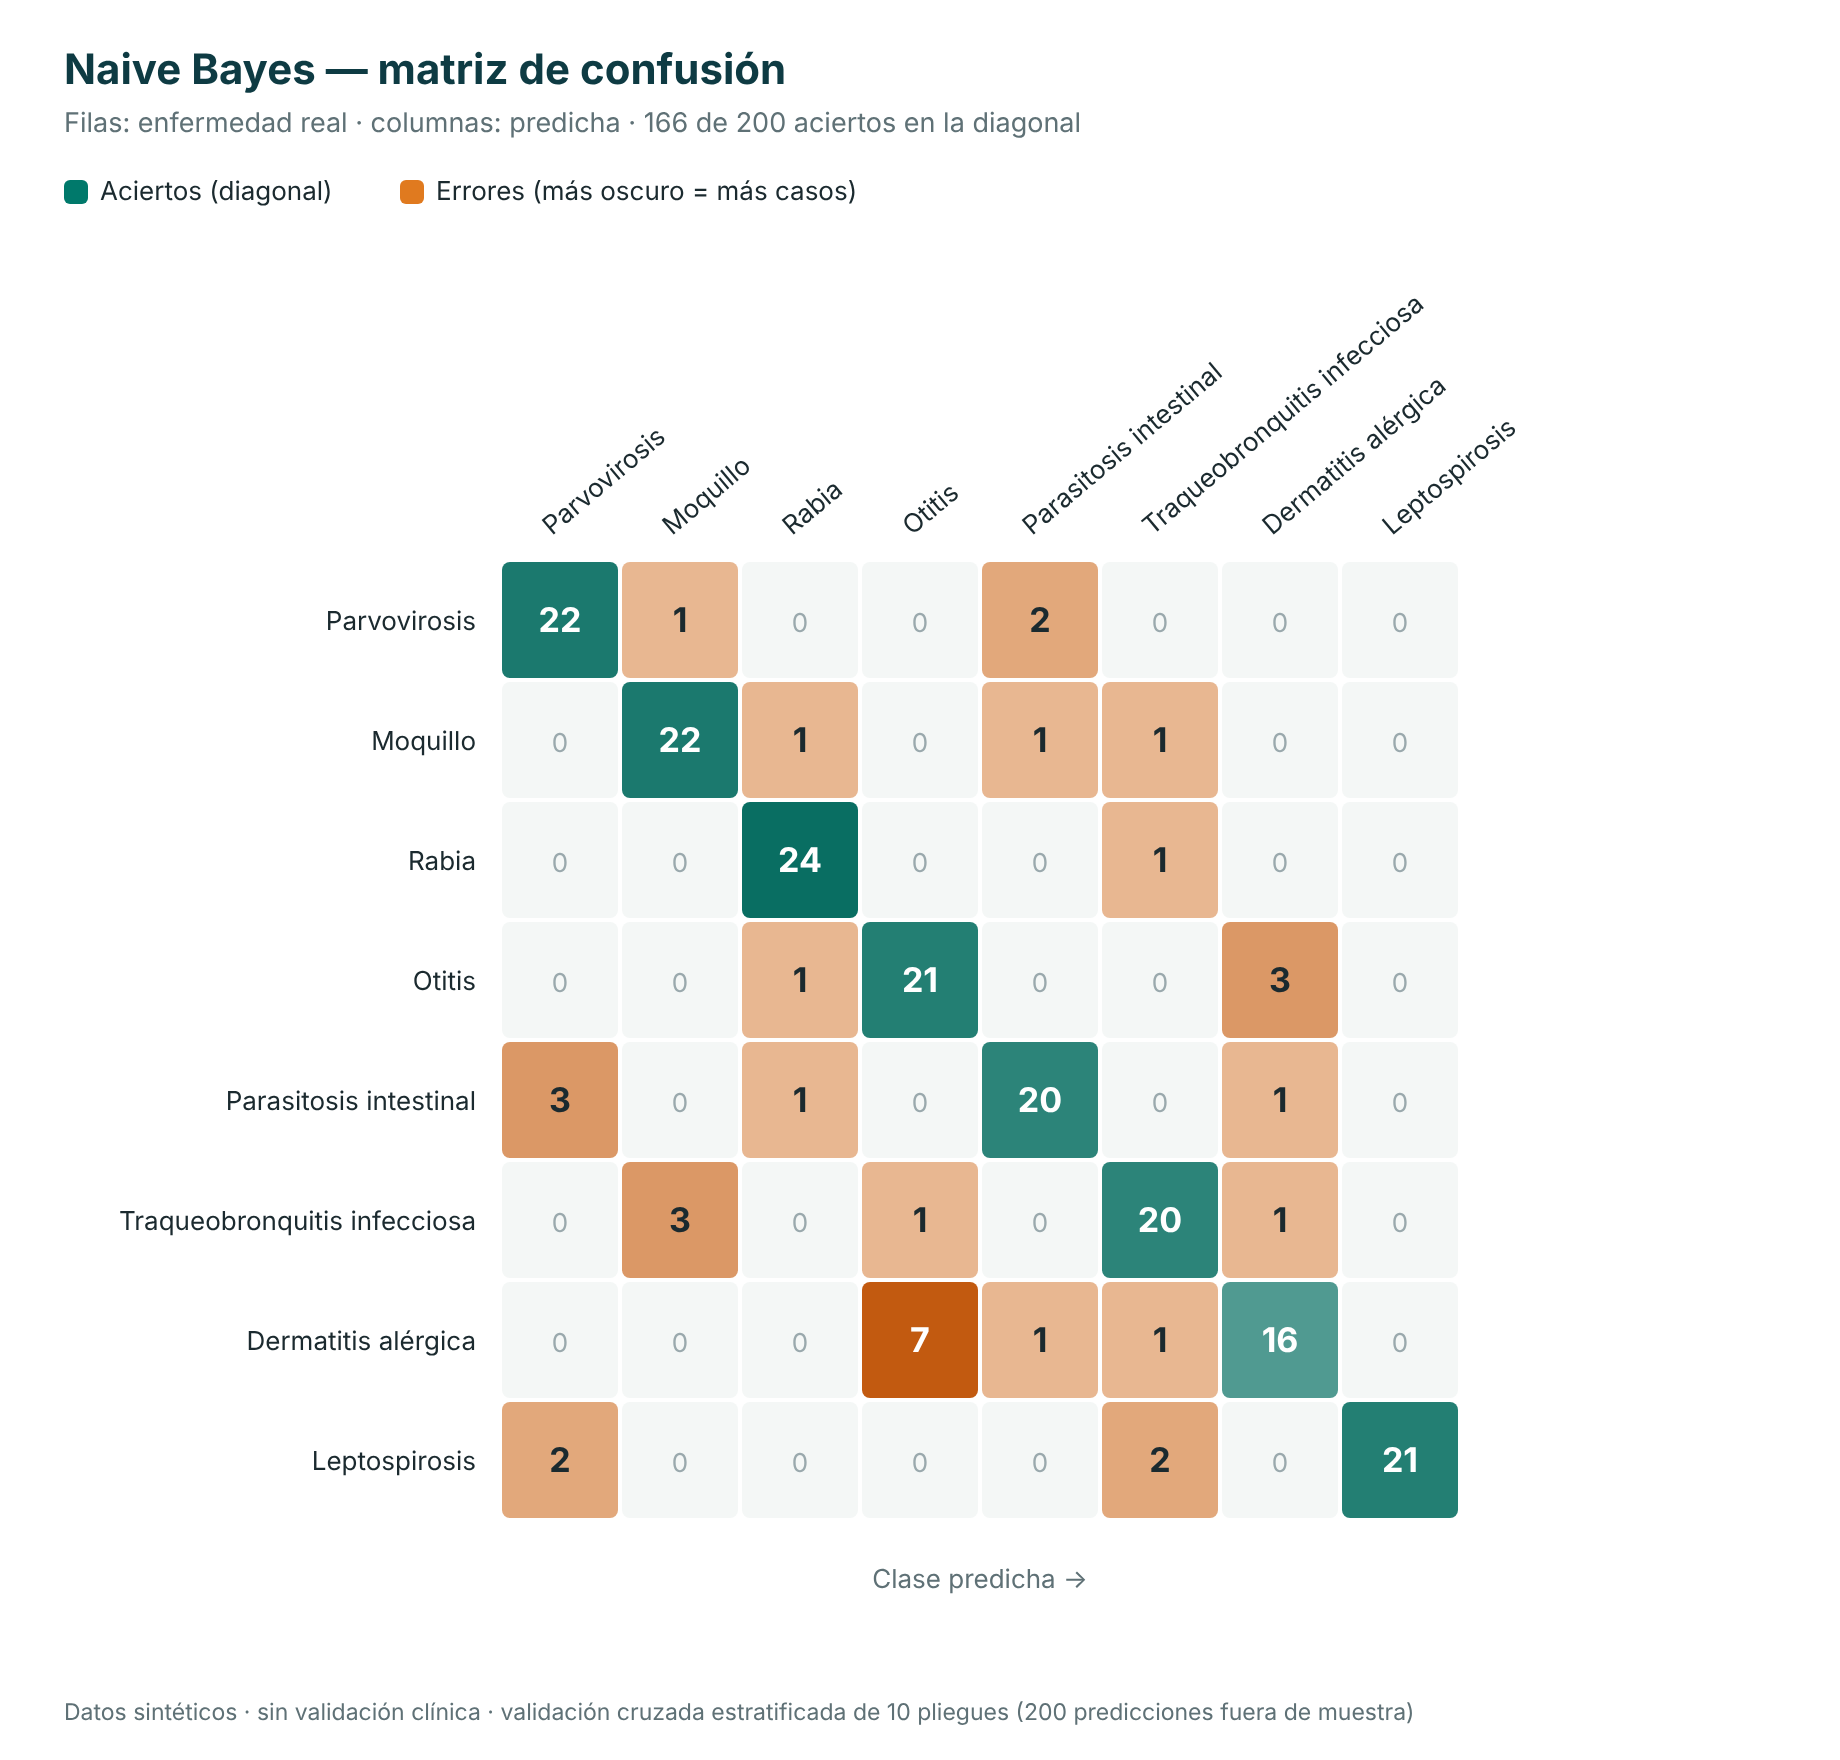 Naive Bayes — matriz de confusión
Filas: enfermedad real · columnas: predicha · 166 de 200 aciertos en la diagonal
Aciertos (diagonal) Errores (más oscuro = más casos)
Parvovirosis Moquillo Rabia Otitis Parasitosis intestinal Traqueobronquitis infecciosa Dermatitis alérgica Leptospirosis
Parvovirosis 22 1 0 0 2 0 0 0
Moquillo 0 22 1 0 1 1 0 0
Rabia 0 0 24 0 0 1 0 0
Otitis 0 0 1 21 0 0 3 0
Parasitosis intestinal 3 0 1 0 20 0 1 0
Traqueobronquitis infecciosa 0 3 0 1 0 20 1 0
Dermatitis alérgica 0 0 0 7 1 1 16 0
Leptospirosis 2 0 0 0 0 2 0 21
Clase predicha →
Datos sintéticos · sin validación clínica · validación cruzada estratificada de 10 pliegues (200 predicciones fuera de muestra)